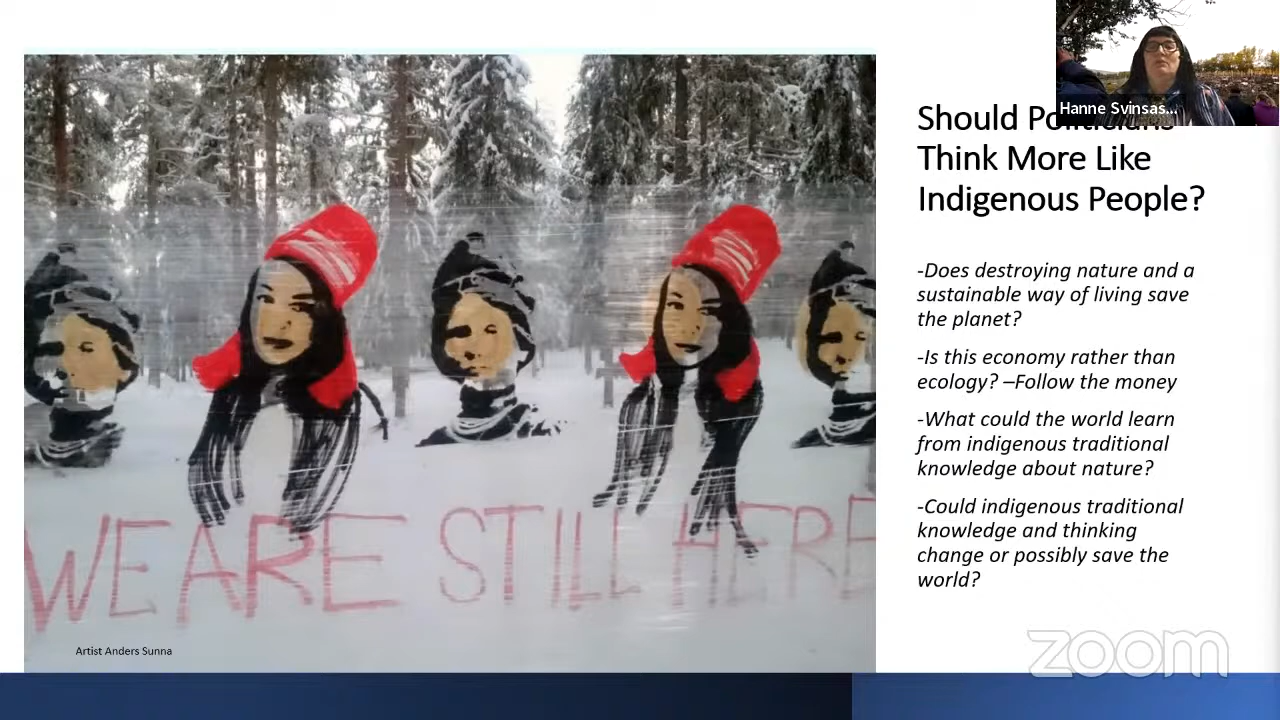 Hanne Svinsas...
Should Politicians
Think More Like
Indigenous People?
-Does destroying nature and a
sustainable way of living save
the planet?
-Is this economy rather than
ecology? –Follow the money
-What could the world learn
from indigenous traditional
knowledge about nature?
-Could indigenous traditional
knowledge and thinking
change or possibly save the
world?
WE ARE STILL HERE
Artist Anders Sunna
zoom